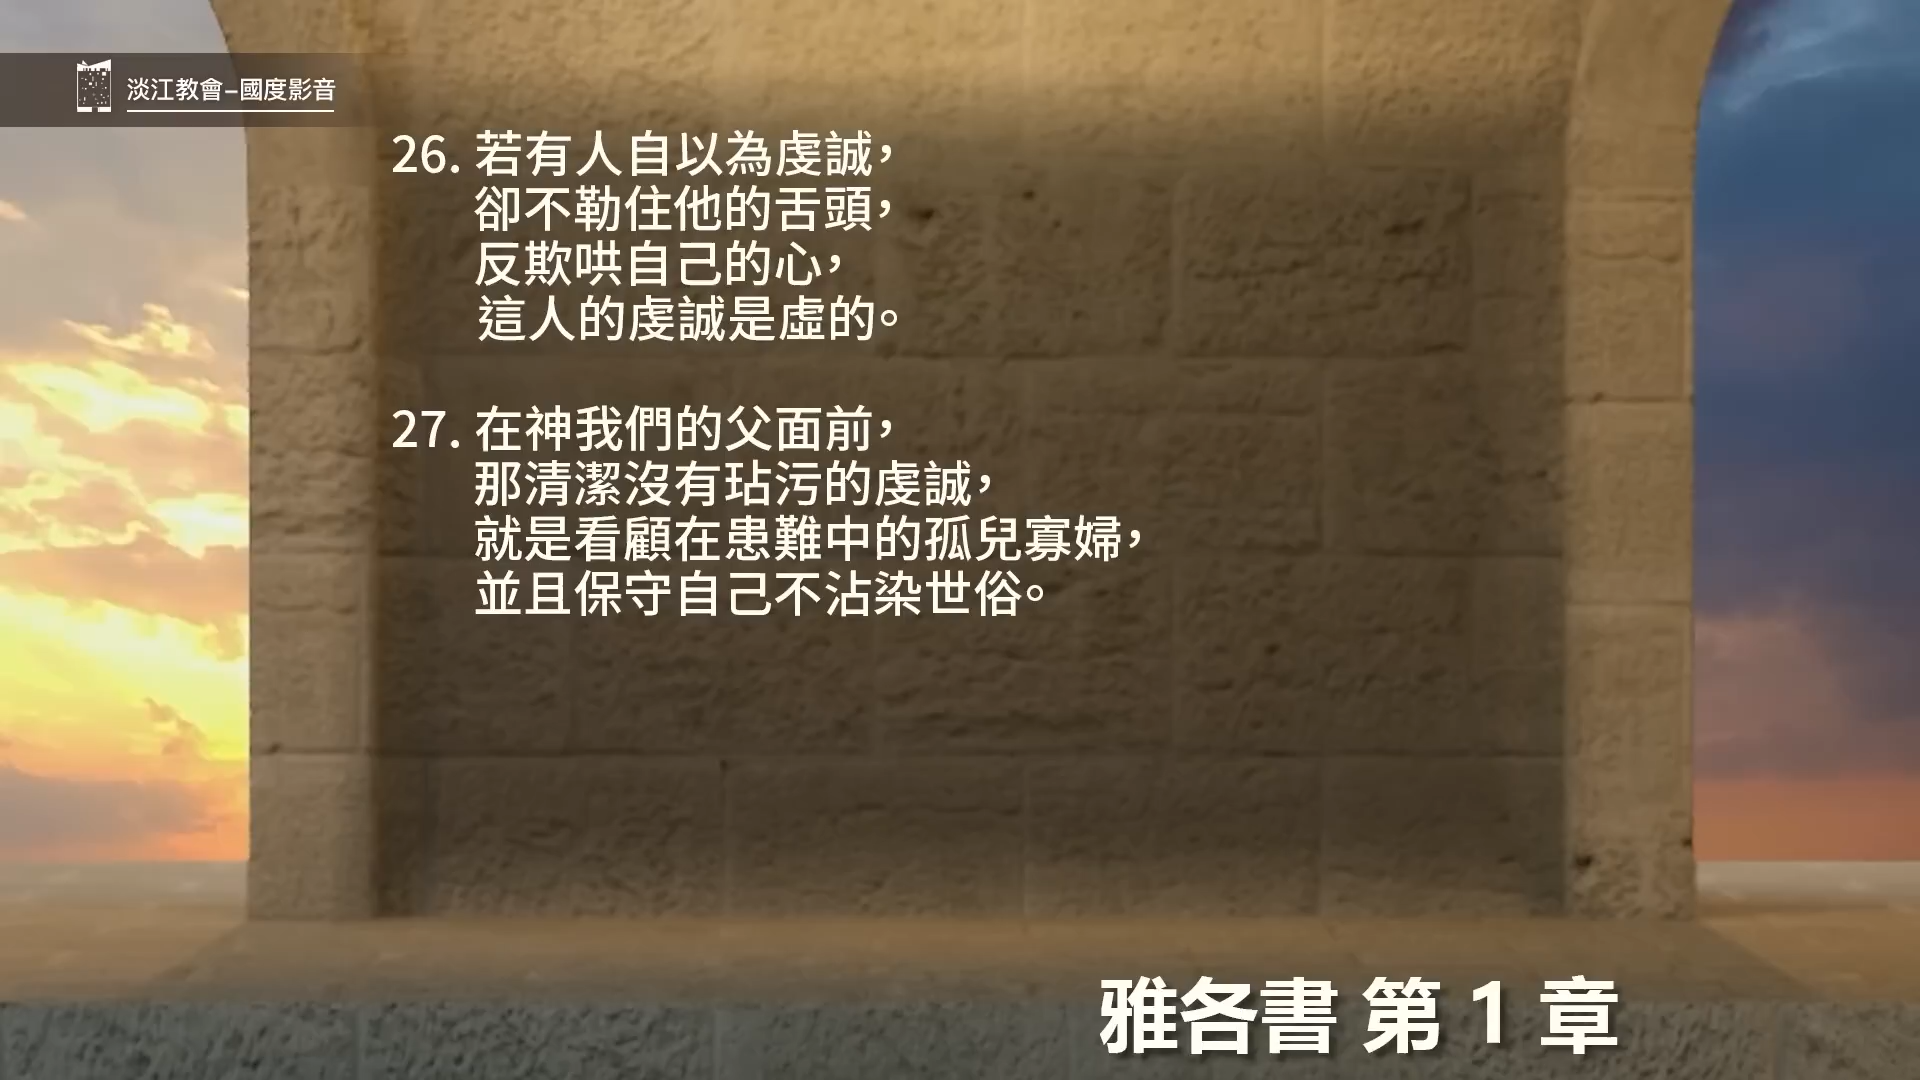 淡江教會–國度影音
26. 若有人自以為虔誠，
卻不勒住他的舌頭，
反欺哄自己的心，
這人的虔誠是虛的。
27. 在神我們的父面前，
那清潔沒有玷污的虔誠，
就是看顧在患難中的孤兒寡婦，
並且保守自己不沾染世俗。
雅各書 第 1 章